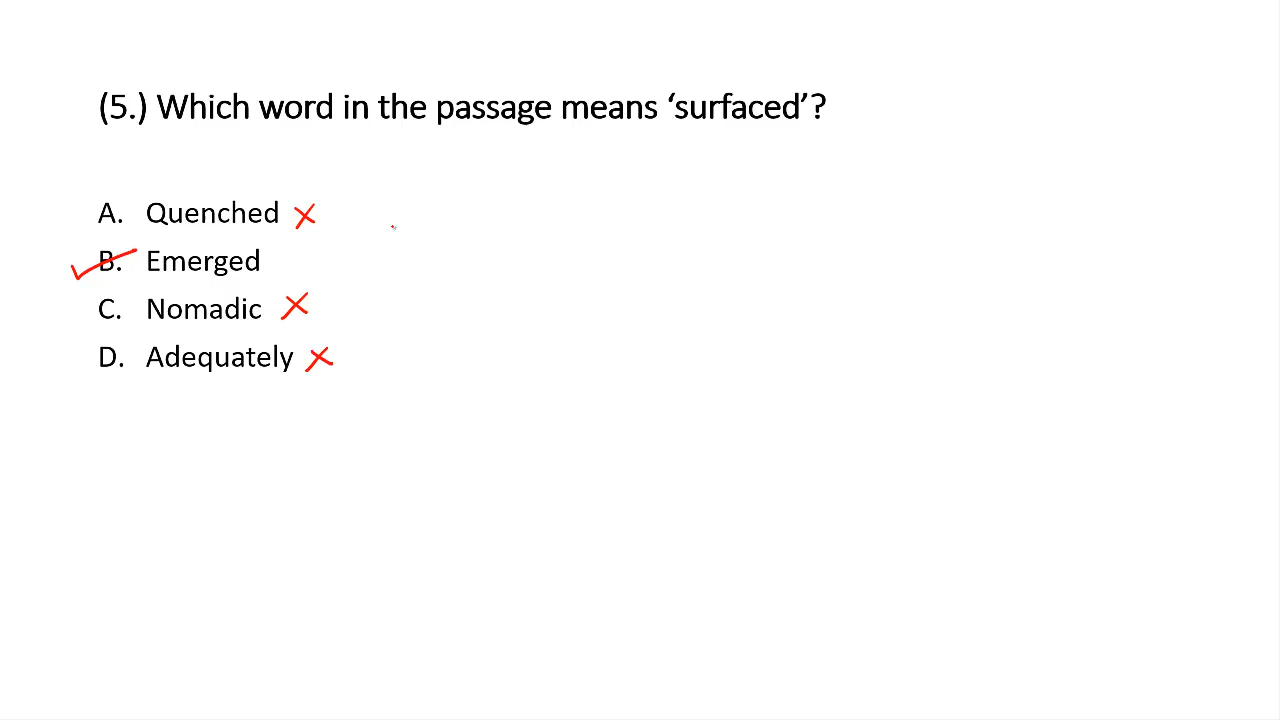 (5.) Which word in the passage means ‘surfaced’?
A. Quenched
B. Emerged
C. Nomadic
D. Adequately